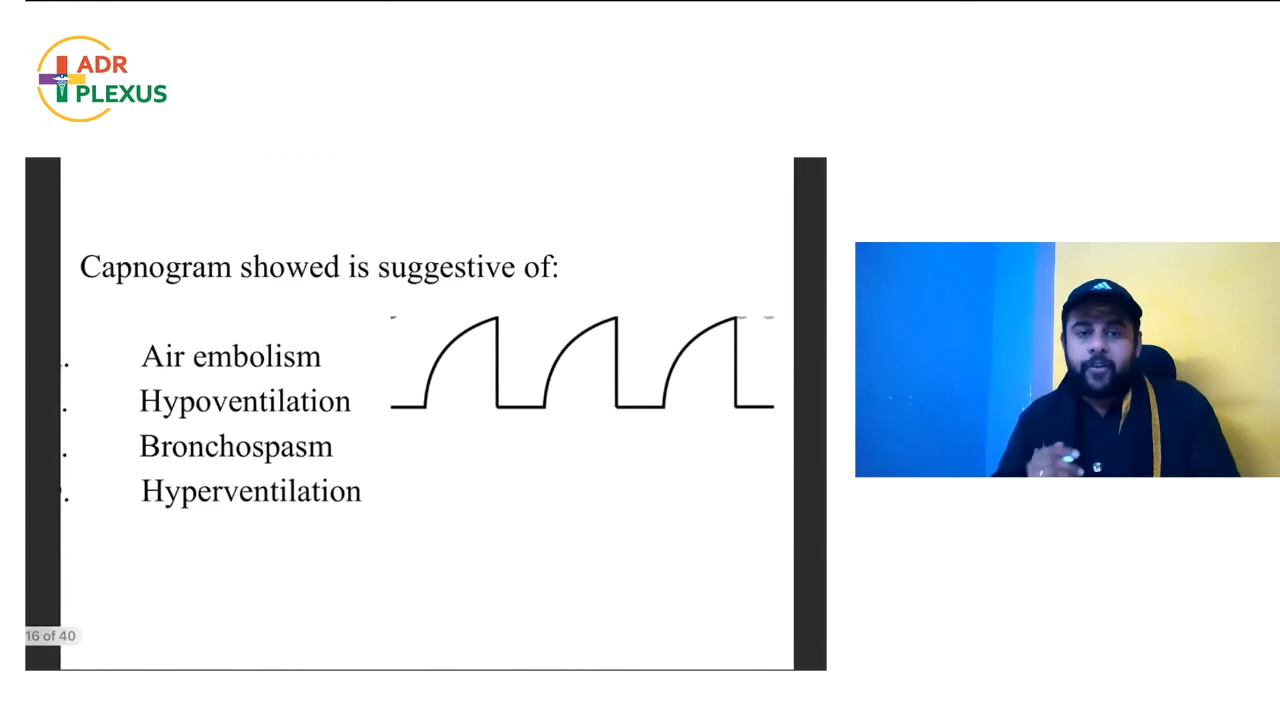 ADR
PLEXUS
Capnogram showed is suggestive of:
. Air embolism
. Hypoventilation
. Bronchospasm
. Hyperventilation
16 of 40